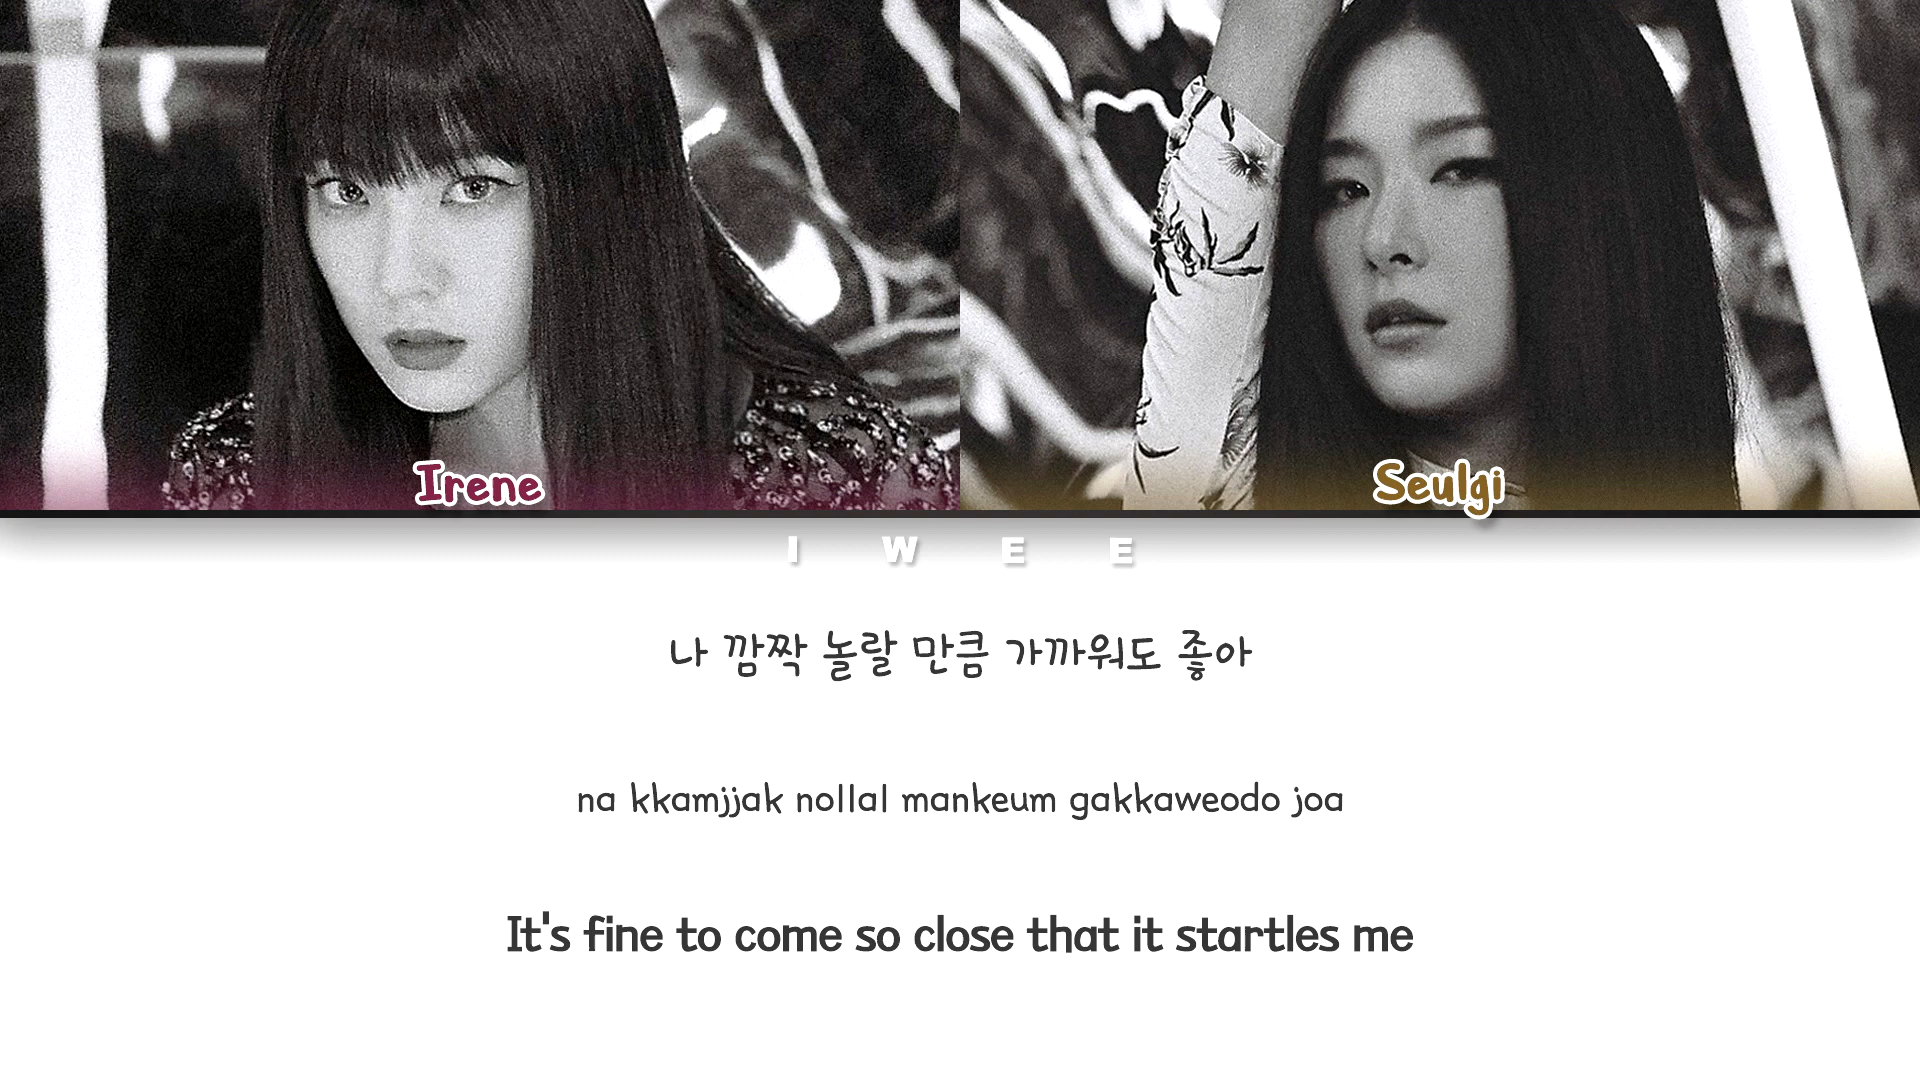 Irene
Seulgi
I W E E
나 깜짝 놀랄 만큼 가까워도 좋아
na kkamjjak nollal mankeum gakkaweodo joa
It's fine to come so close that it startles me